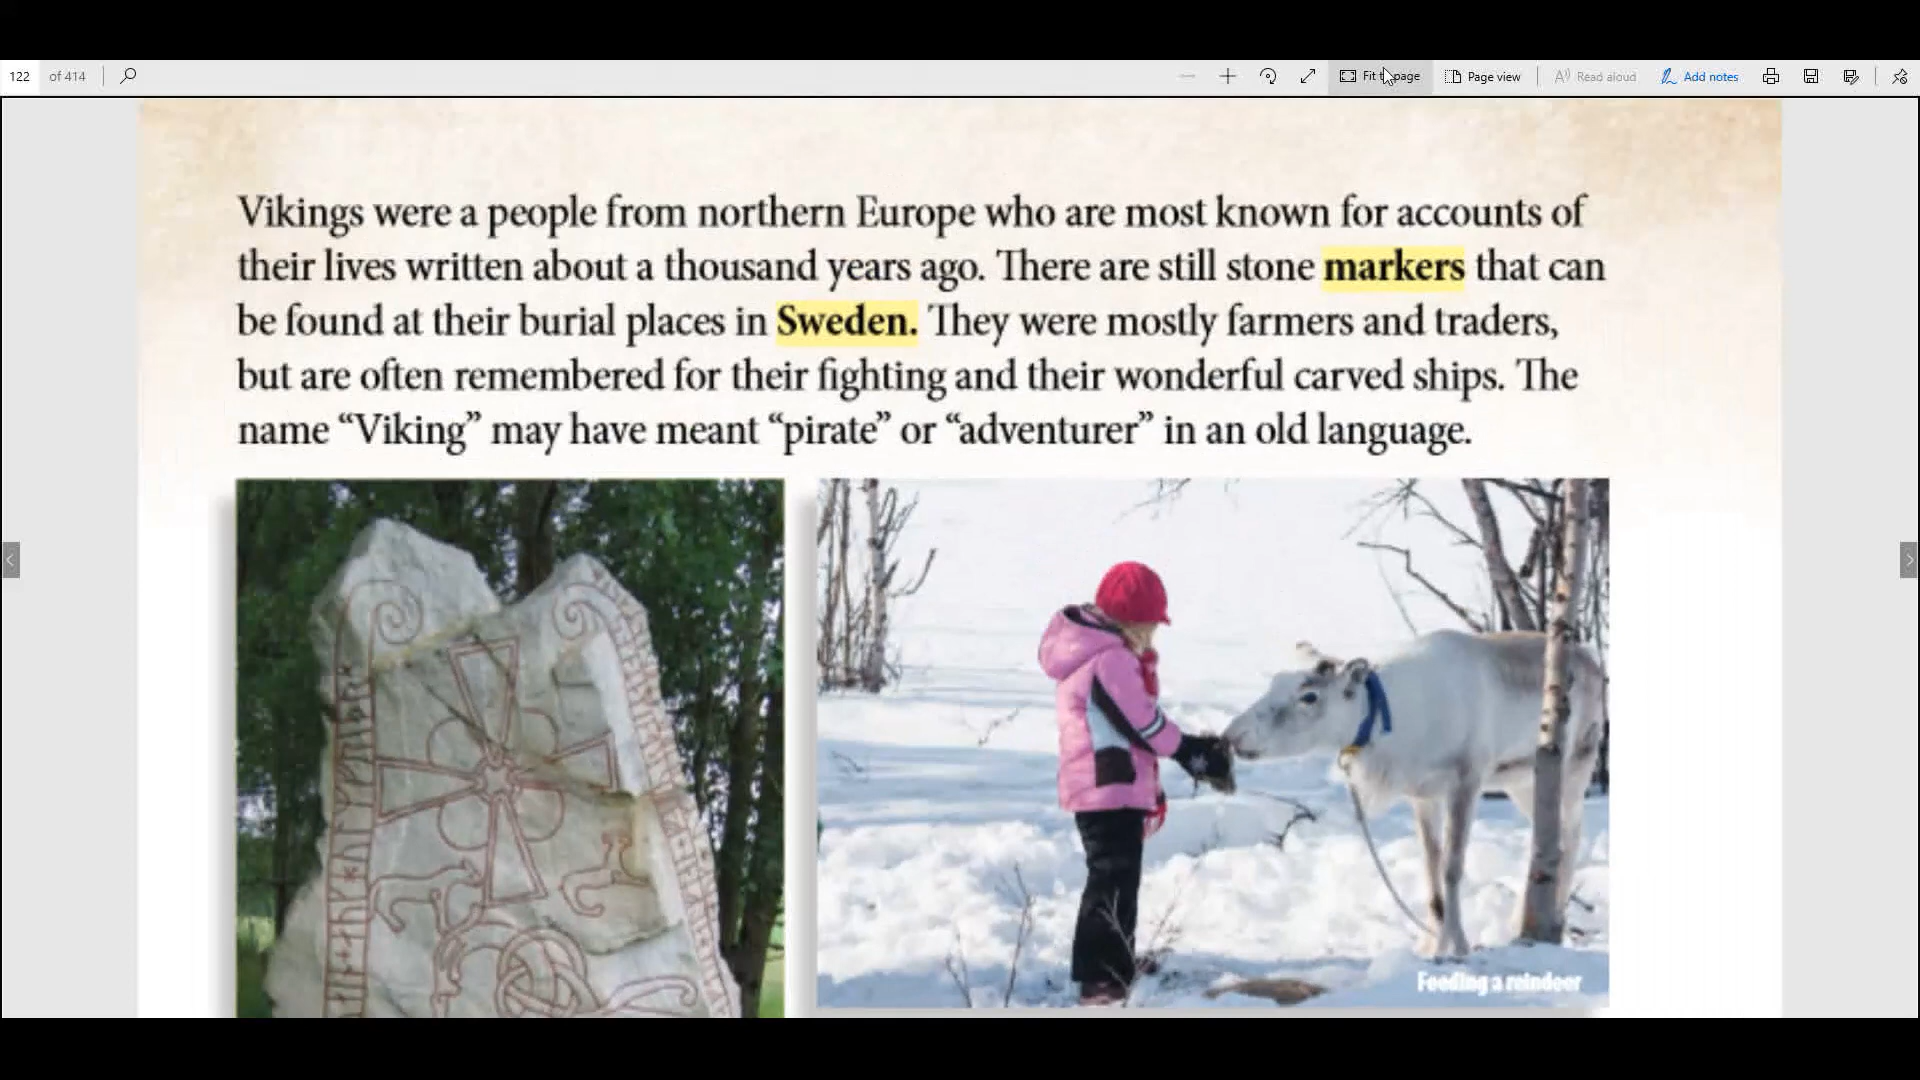 122 of 414 Fit t page Page view Read aloud Add notes
Vikings were a people from northern Europe who are most known for accounts of
their lives written about a thousand years ago. There are still stone markers that can
be found at their burial places in Sweden. They were mostly farmers and traders,
but are often remembered for their fighting and their wonderful carved ships. The
name “Viking” may have meant “pirate” or “adventurer” in an old language.
Feeding a reindeer